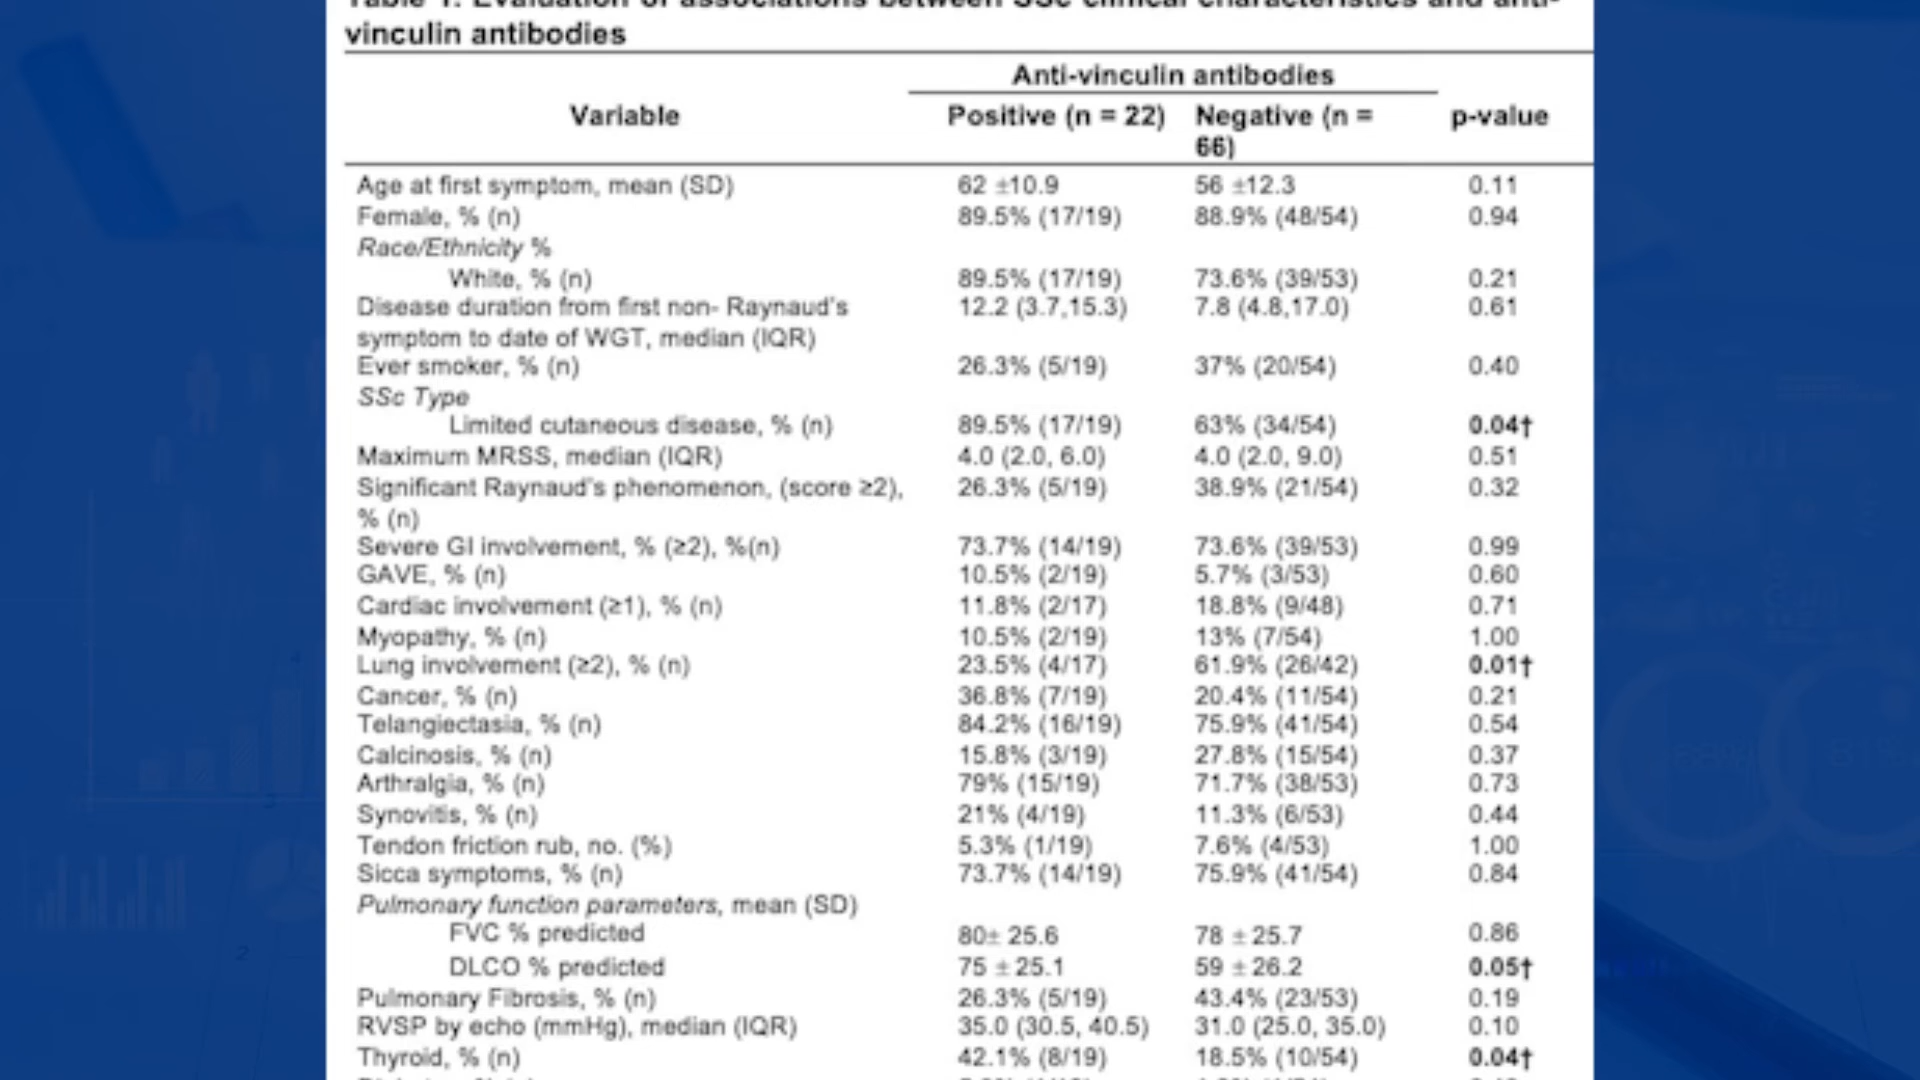 Table 1. Evaluation of associations between SSc clinical characteristics and anti-
vinculin antibodies
Anti-vinculin antibodies
Variable Positive (n = 22) Negative (n = 66) p-value
Age at first symptom, mean (SD) 62 ±10.9 56 ±12.3 0.11
Female, % (n) 89.5% (17/19) 88.9% (48/54) 0.94
Race/Ethnicity %
White, % (n) 89.5% (17/19) 73.6% (39/53) 0.21
Disease duration from first non- Raynaud's 12.2 (3.7,15.3) 7.8 (4.8,17.0) 0.61
symptom to date of WGT, median (IQR)
Ever smoker, % (n) 26.3% (5/19) 37% (20/54) 0.40
SSc Type
Limited cutaneous disease, % (n) 89.5% (17/19) 63% (34/54) 0.04†
Maximum MRSS, median (IQR) 4.0 (2.0, 6.0) 4.0 (2.0, 9.0) 0.51
Significant Raynaud's phenomenon, (score ≥2), 26.3% (5/19) 38.9% (21/54) 0.32
% (n)
Severe GI involvement, % (≥2), %(n) 73.7% (14/19) 73.6% (39/53) 0.99
GAVE, % (n) 10.5% (2/19) 5.7% (3/53) 0.60
Cardiac involvement (≥1), % (n) 11.8% (2/17) 18.8% (9/48) 0.71
Myopathy, % (n) 10.5% (2/19) 13% (7/54) 1.00
Lung involvement (≥2), % (n) 23.5% (4/17) 61.9% (26/42) 0.01†
Cancer, % (n) 36.8% (7/19) 20.4% (11/54) 0.21
Telangiectasia, % (n) 84.2% (16/19) 75.9% (41/54) 0.54
Calcinosis, % (n) 15.8% (3/19) 27.8% (15/54) 0.37
Arthralgia, % (n) 79% (15/19) 71.7% (38/53) 0.73
Synovitis, % (n) 21% (4/19) 11.3% (6/53) 0.44
Tendon friction rub, no. (%) 5.3% (1/19) 7.6% (4/53) 1.00
Sicca symptoms, % (n) 73.7% (14/19) 75.9% (41/54) 0.84
Pulmonary function parameters, mean (SD)
FVC % predicted 80± 25.6 78 ±25.7 0.86
DLCO % predicted 75 ±25.1 59 ±26.2 0.05†
Pulmonary Fibrosis, % (n) 26.3% (5/19) 43.4% (23/53) 0.19
RVSP by echo (mmHg), median (IQR) 35.0 (30.5, 40.5) 31.0 (25.0, 35.0) 0.10
Thyroid, % (n) 42.1% (8/19) 18.5% (10/54) 0.04†